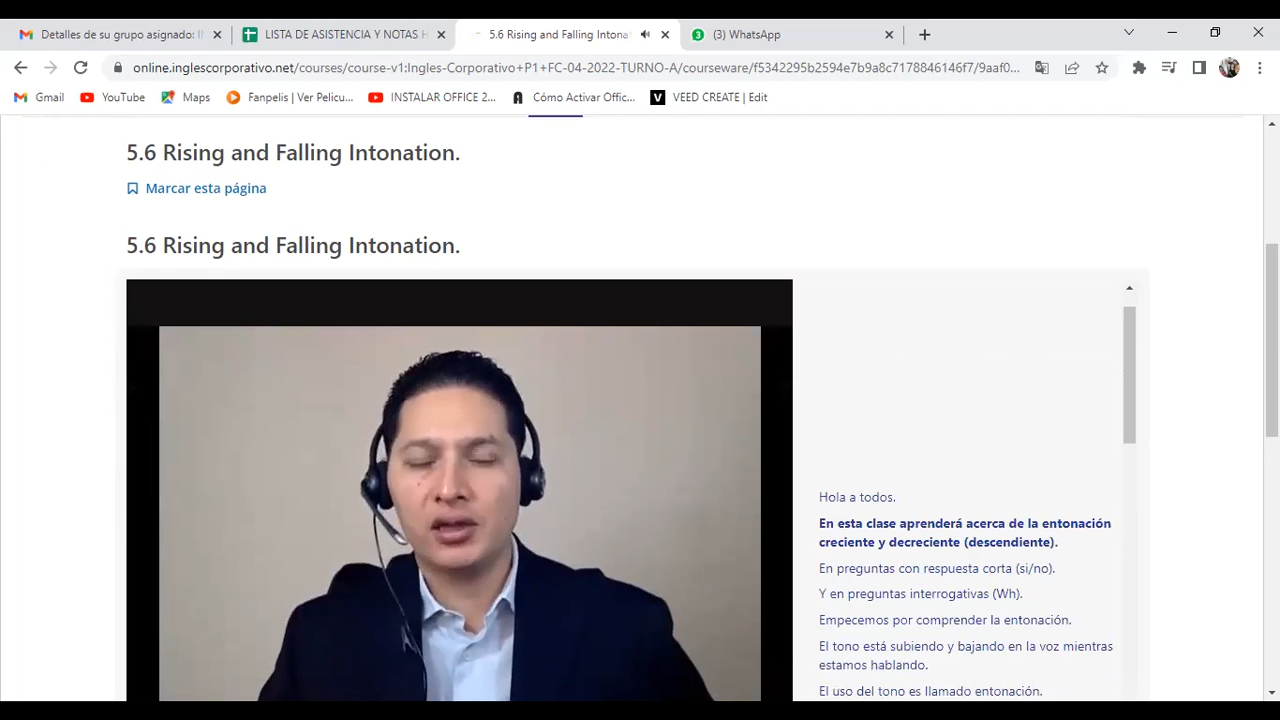 Detalles de su grupo asignado: I
LISTA DE ASISTENCIA Y NOTAS
5.6 Rising and Falling Intona
(3) WhatsApp
online.inglescorporativo.net/courses/course-v1:Ingles-Corporativo+P1+FC-04-2022-TURNO-A/courseware/f5342295b2594e7b9a8c7178846146f7/9aaf0...
Gmail
YouTube
Maps
Fanpelis | Ver Pelicu...
INSTALAR OFFICE 2...
Cómo Activar Offic...
VEED CREATE | Edit
5.6 Rising and Falling Intonation.
Marcar esta página
5.6 Rising and Falling Intonation.
Hola a todos.
En esta clase aprenderá acerca de la entonación
creciente y decreciente (descendiente).
En preguntas con respuesta corta (si/no).
Y en preguntas interrogativas (Wh).
Empecemos por comprender la entonación.
El tono está subiendo y bajando en la voz mientras
estamos hablando.
El uso del tono es llamado entonación.